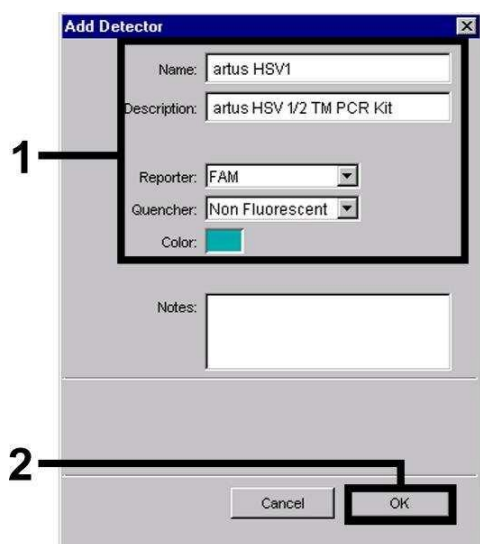 Add Detector
Name: artus HSV1
Description: artus HSV 1/2 TM PCR Kit
1
Reporter: FAM
Quencher: Non Fluorescent
Color:
Notes:
2
Cancel OK